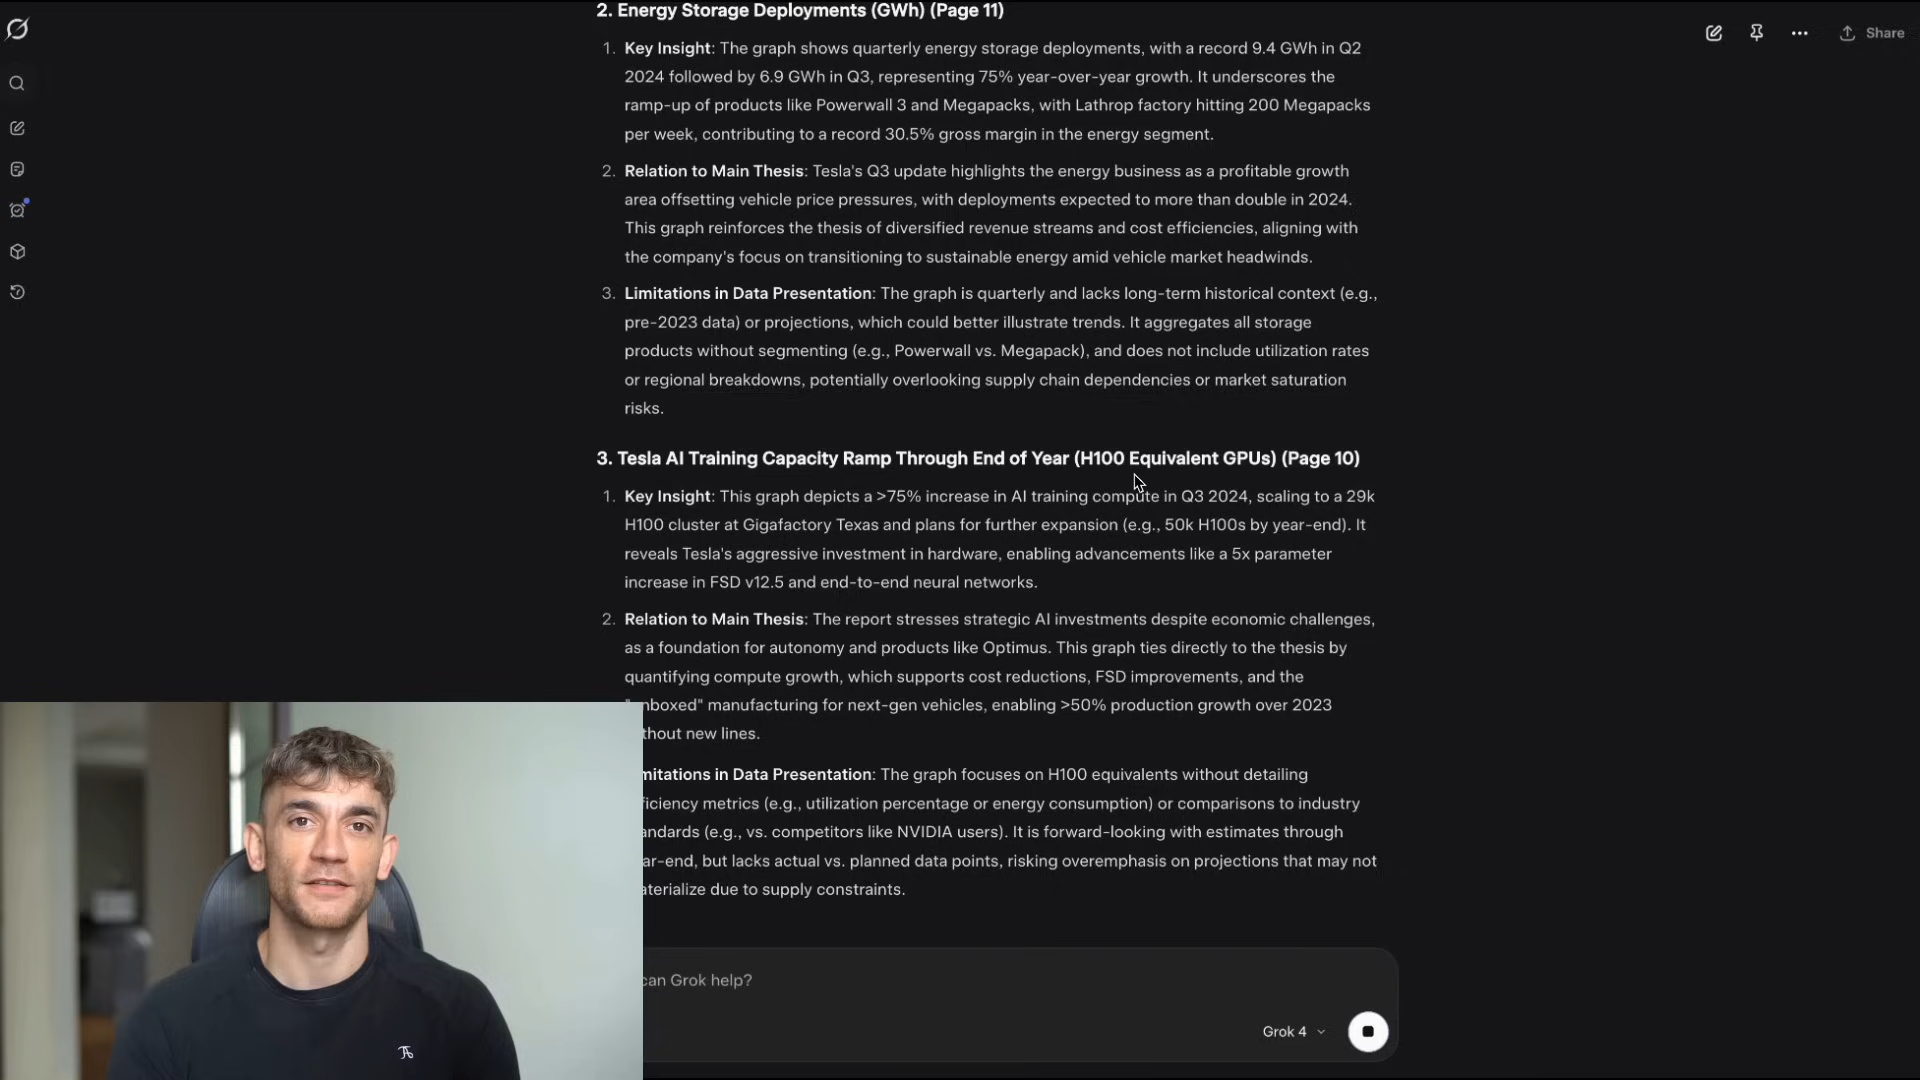 2. Energy Storage Deployments (GWh) (Page 11)
Share
1. Key Insight: The graph shows quarterly energy storage deployments, with a record 9.4 GWh in Q2
2024 followed by 6.9 GWh in Q3, representing 75% year-over-year growth. It underscores the
ramp-up of products like Powerwall 3 and Megapacks, with Lathrop factory hitting 200 Megapacks
per week, contributing to a record 30.5% gross margin in the energy segment.
2. Relation to Main Thesis: Tesla's Q3 update highlights the energy business as a profitable growth
area offsetting vehicle price pressures, with deployments expected to more than double in 2024.
This graph reinforces the thesis of diversified revenue streams and cost efficiencies, aligning with
the company's focus on transitioning to sustainable energy amid vehicle market headwinds.
3. Limitations in Data Presentation: The graph is quarterly and lacks long-term historical context (e.g.,
pre-2023 data) or projections, which could better illustrate trends. It aggregates all storage
products without segmenting (e.g., Powerwall vs. Megapack), and does not include utilization rates
or regional breakdowns, potentially overlooking supply chain dependencies or market saturation
risks.
3. Tesla AI Training Capacity Ramp Through End of Year (H100 Equivalent GPUs) (Page 10)
1. Key Insight: This graph depicts a >75% increase in AI training compute in Q3 2024, scaling to a 29k
H100 cluster at Gigafactory Texas and plans for further expansion (e.g., 50k H100s by year-end). It
reveals Tesla's aggressive investment in hardware, enabling advancements like a 5x parameter
increase in FSD v12.5 and end-to-end neural networks.
2. Relation to Main Thesis: The report stresses strategic AI investments despite economic challenges,
as a foundation for autonomy and products like Optimus. This graph ties directly to the thesis by
quantifying compute growth, which supports cost reductions, FSD improvements, and the
nboxed" manufacturing for next-gen vehicles, enabling >50% production growth over 2023
thout new lines.
mitations in Data Presentation: The graph focuses on H100 equivalents without detailing
ficiency metrics (e.g., utilization percentage or energy consumption) or comparisons to industry
andards (e.g., vs. competitors like NVIDIA users). It is forward-looking with estimates through
ar-end, but lacks actual vs. planned data points, risking overemphasis on projections that may not
aterialize due to supply constraints.
can Grok help?
Grok 4